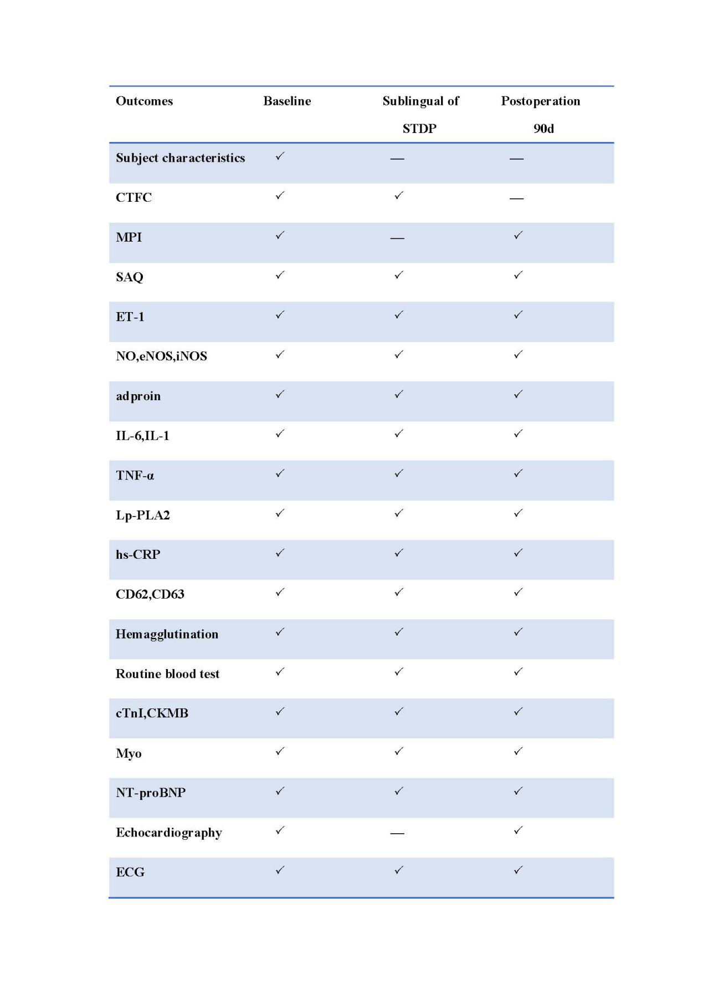 Outcomes Baseline Sublingual of Postoperation
STDP 90d
Subject characteristics ✓ — —
CTFC ✓ ✓ —
MPI ✓ — ✓
SAQ ✓ ✓ ✓
ET-1 ✓ ✓ ✓
NO,eNOS,iNOS ✓ ✓ ✓
adproin ✓ ✓ ✓
IL-6,IL-1 ✓ ✓ ✓
TNF-α ✓ ✓ ✓
Lp-PLA2 ✓ ✓ ✓
hs-CRP ✓ ✓ ✓
CD62,CD63 ✓ ✓ ✓
Hemagglutination ✓ ✓ ✓
Routine blood test ✓ ✓ ✓
cTnI,CKMB ✓ ✓ ✓
Myo ✓ ✓ ✓
NT-proBNP ✓ ✓ ✓
Echocardiography ✓ — ✓
ECG ✓ ✓ ✓